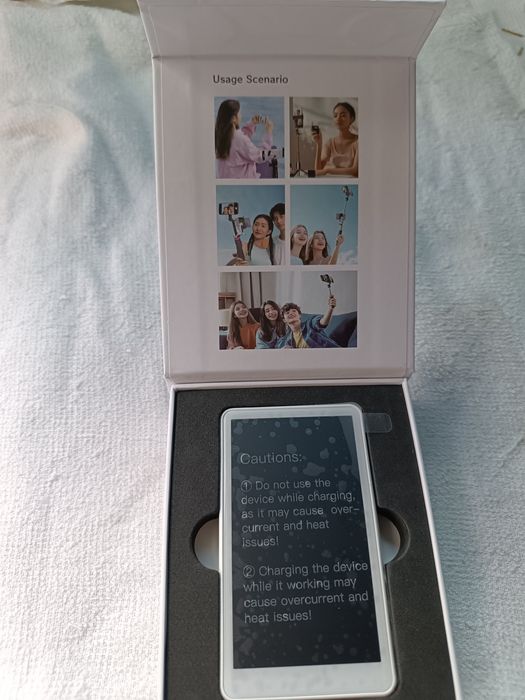 Usage Scenario
Cautions:
① Do not use the
device while charging,
as it may cause over-
current and heat
issues!
② Charging the device
while it working may
cause overcurrent and
heat issues!